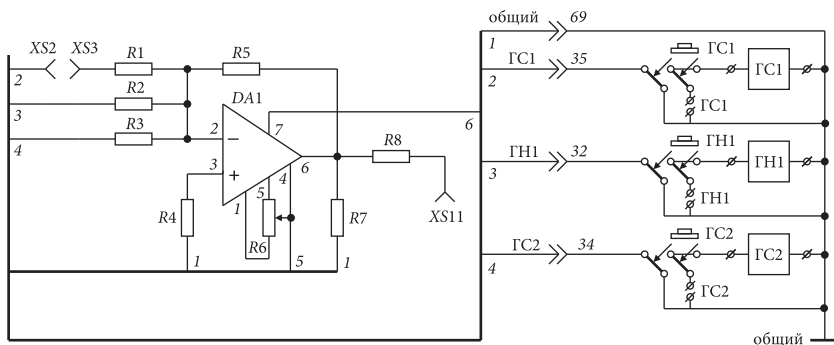 общий 69
1
XS2 XS3 R1 R5 ГС1 35 ГС1 ГС1
2 2
R2 DA1 ГС1
3
7 6
R3
4 2 − R8 ГН1 32 ГН1 ГН1
3 + 6 3
5 4
1 XS11 ГН1
R4 R6 R7 ГС2 34 ГС2 ГС2
4
1 5 1
ГС2
общий